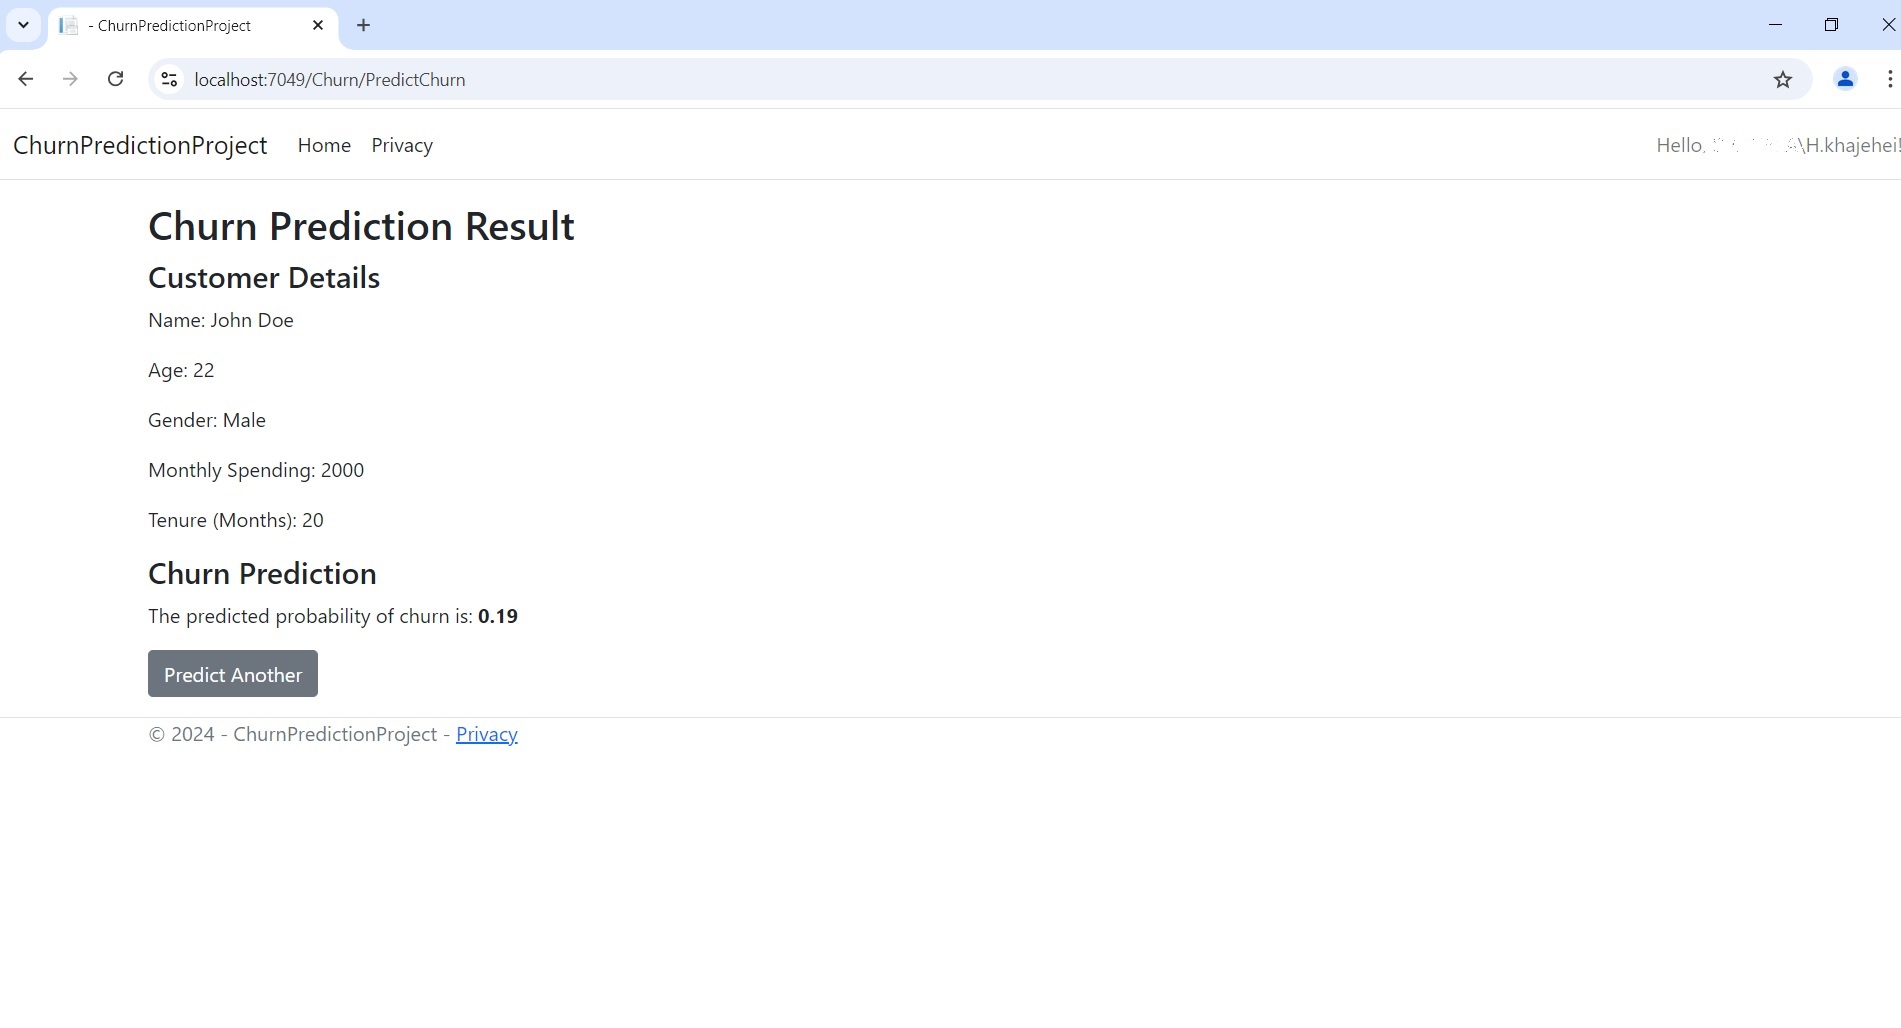 - ChurnPredictionProject
localhost:7049/Churn/PredictChurn
ChurnPredictionProject Home Privacy Hello, \H.khajehei!
Churn Prediction Result
Customer Details
Name: John Doe
Age: 22
Gender: Male
Monthly Spending: 2000
Tenure (Months): 20
Churn Prediction
The predicted probability of churn is: 0.19
Predict Another
© 2024 - ChurnPredictionProject - Privacy